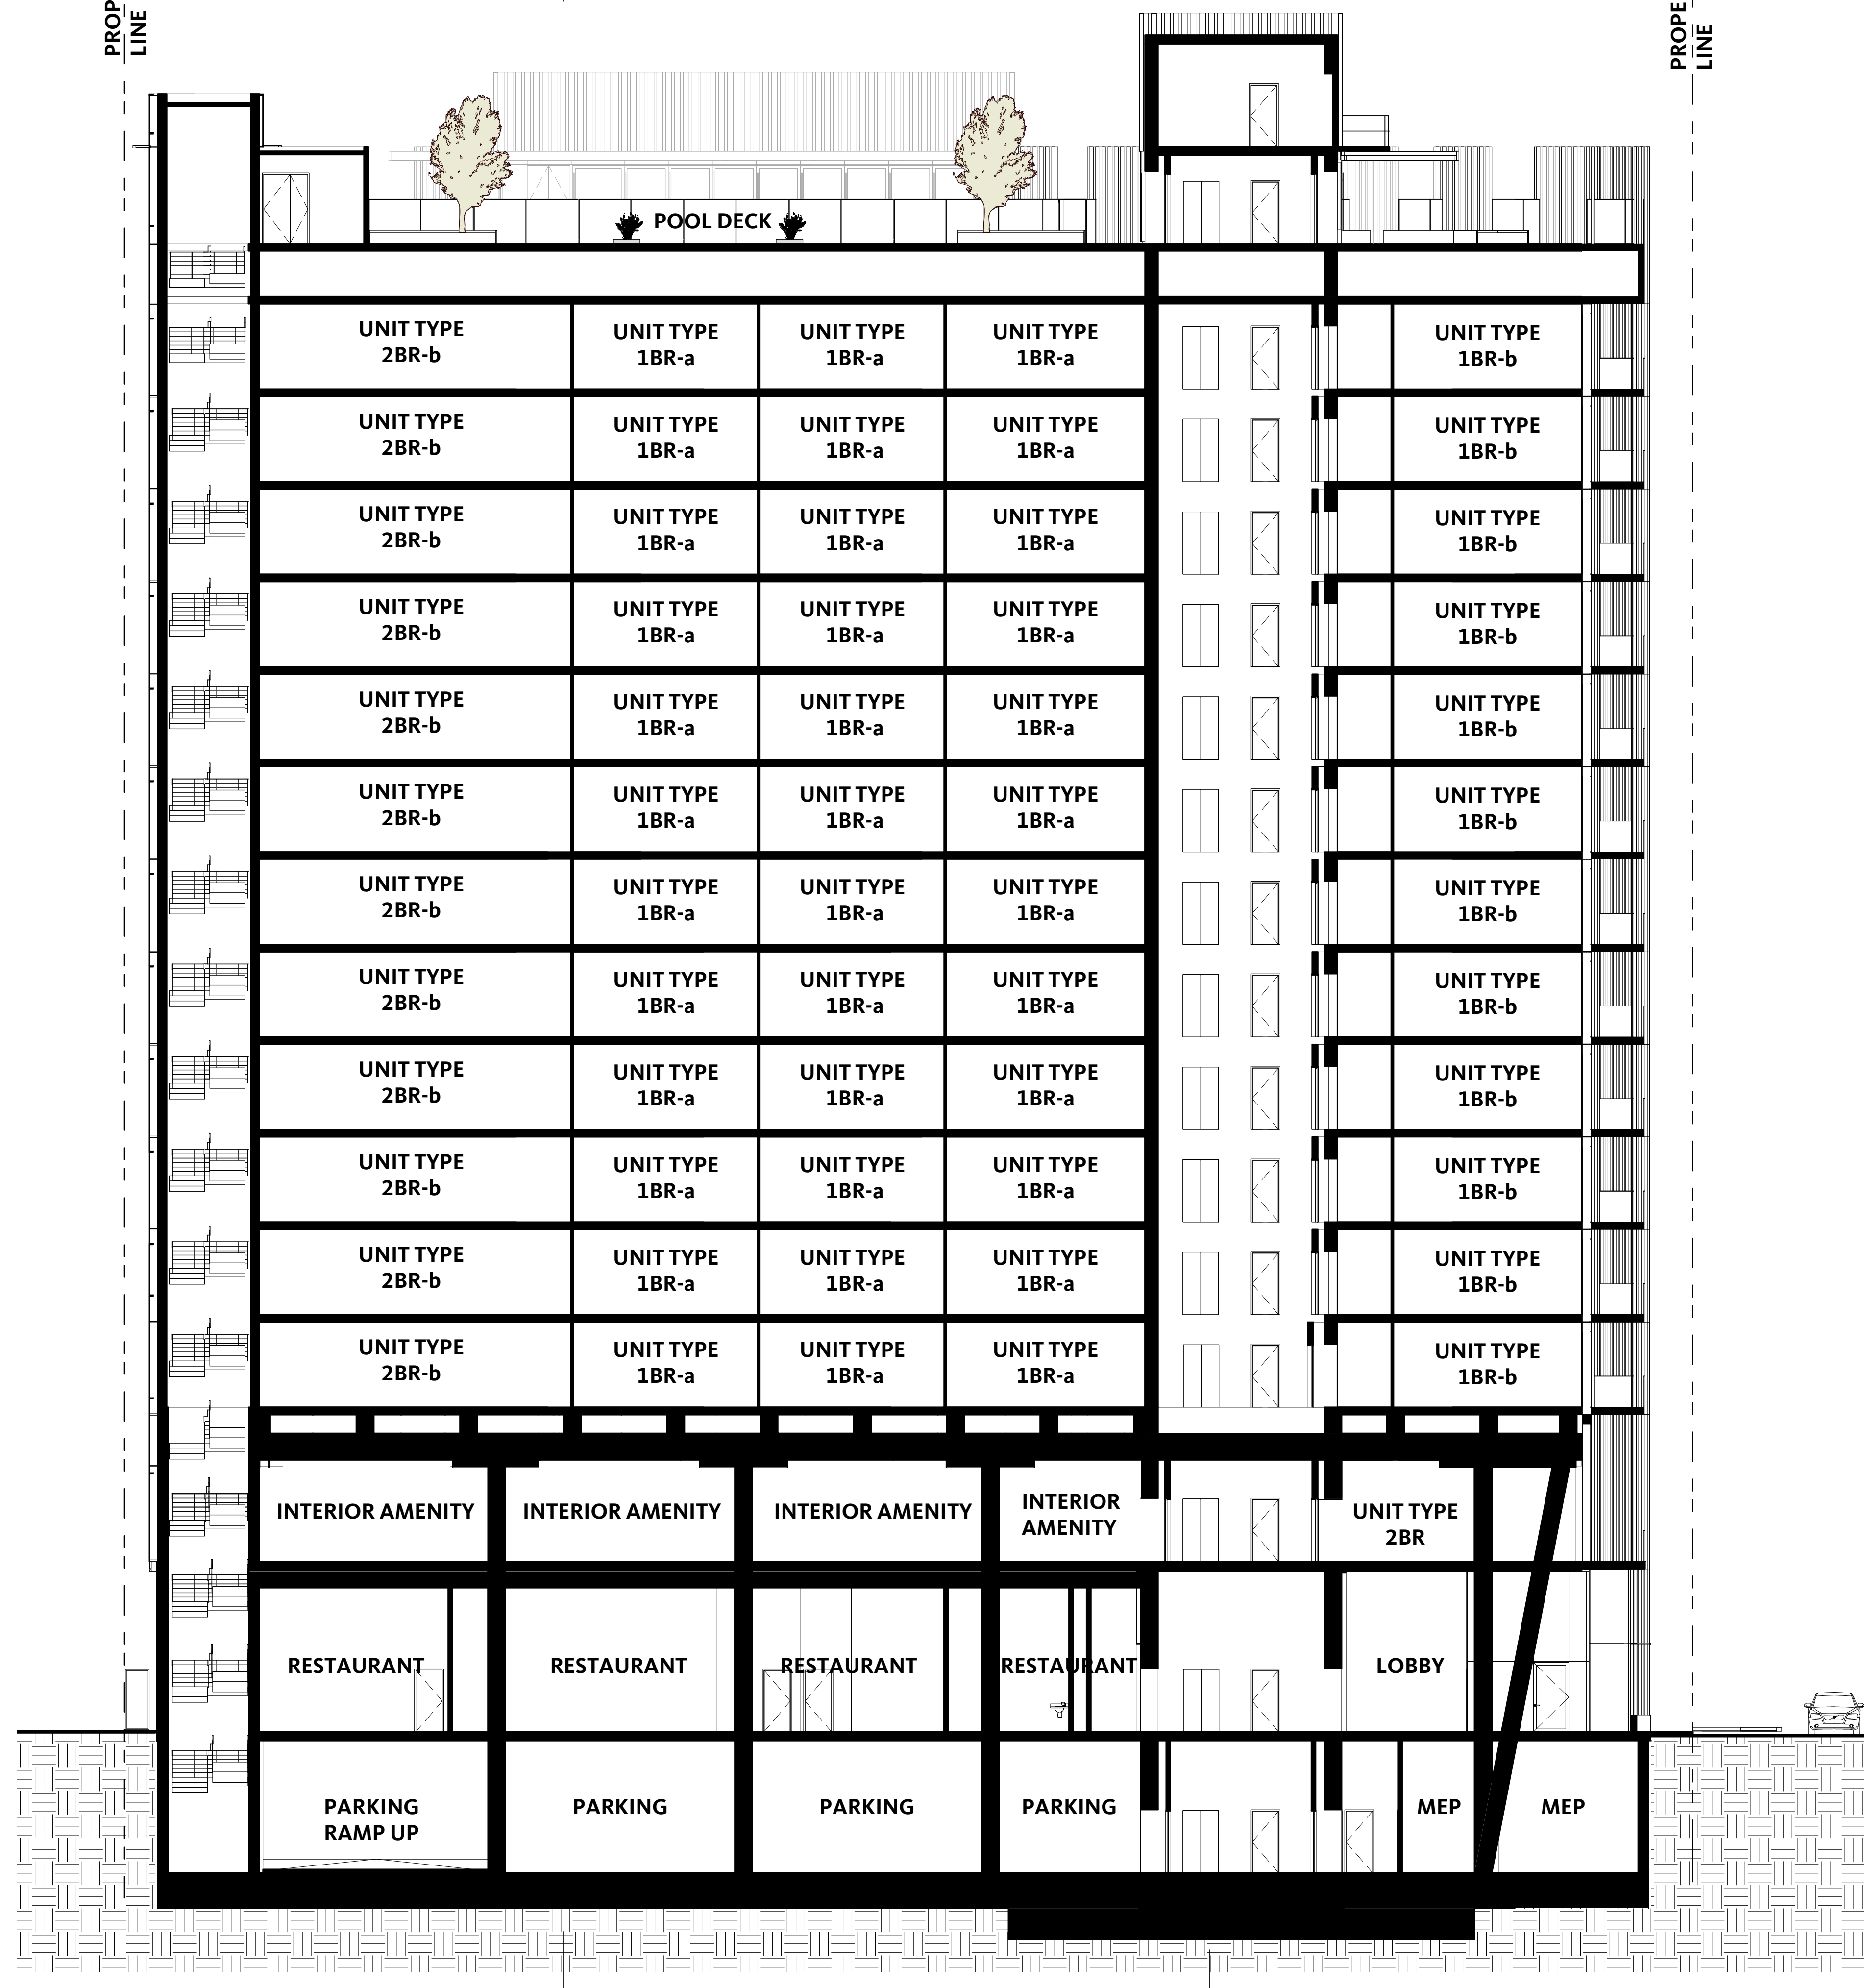 PROP
LINE
PROPE
LINE
POOL DECK
UNIT TYPE
2BR-b
UNIT TYPE
1BR-a
UNIT TYPE
1BR-a
UNIT TYPE
1BR-a
UNIT TYPE
1BR-b
UNIT TYPE
2BR-b
UNIT TYPE
1BR-a
UNIT TYPE
1BR-a
UNIT TYPE
1BR-a
UNIT TYPE
1BR-b
UNIT TYPE
2BR-b
UNIT TYPE
1BR-a
UNIT TYPE
1BR-a
UNIT TYPE
1BR-a
UNIT TYPE
1BR-b
UNIT TYPE
2BR-b
UNIT TYPE
1BR-a
UNIT TYPE
1BR-a
UNIT TYPE
1BR-a
UNIT TYPE
1BR-b
UNIT TYPE
2BR-b
UNIT TYPE
1BR-a
UNIT TYPE
1BR-a
UNIT TYPE
1BR-a
UNIT TYPE
1BR-b
UNIT TYPE
2BR-b
UNIT TYPE
1BR-a
UNIT TYPE
1BR-a
UNIT TYPE
1BR-a
UNIT TYPE
1BR-b
UNIT TYPE
2BR-b
UNIT TYPE
1BR-a
UNIT TYPE
1BR-a
UNIT TYPE
1BR-a
UNIT TYPE
1BR-b
UNIT TYPE
2BR-b
UNIT TYPE
1BR-a
UNIT TYPE
1BR-a
UNIT TYPE
1BR-a
UNIT TYPE
1BR-b
UNIT TYPE
2BR-b
UNIT TYPE
1BR-a
UNIT TYPE
1BR-a
UNIT TYPE
1BR-a
UNIT TYPE
1BR-b
UNIT TYPE
2BR-b
UNIT TYPE
1BR-a
UNIT TYPE
1BR-a
UNIT TYPE
1BR-a
UNIT TYPE
1BR-b
UNIT TYPE
2BR-b
UNIT TYPE
1BR-a
UNIT TYPE
1BR-a
UNIT TYPE
1BR-a
UNIT TYPE
1BR-b
UNIT TYPE
2BR-b
UNIT TYPE
1BR-a
UNIT TYPE
1BR-a
UNIT TYPE
1BR-a
UNIT TYPE
1BR-b
INTERIOR AMENITY
INTERIOR AMENITY
INTERIOR AMENITY
INTERIOR
AMENITY
UNIT TYPE
2BR
RESTAURANT
RESTAURANT
RESTAURANT
RESTAURANT
LOBBY
PARKING
RAMP UP
PARKING
PARKING
PARKING
MEP
MEP